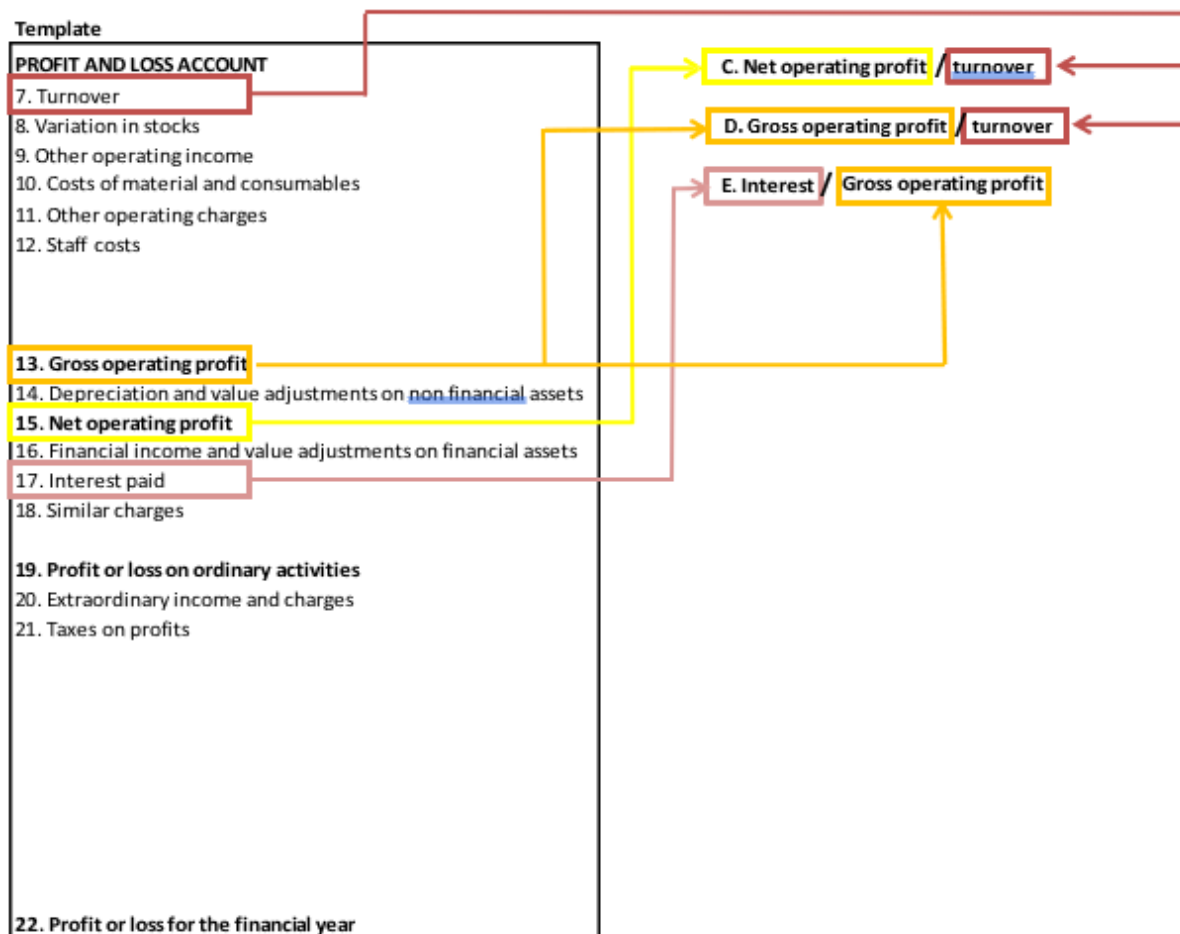 Template
PROFIT AND LOSS ACCOUNT
7. Turnover
8. Variation in stocks
9. Other operating income
10. Costs of material and consumables
11. Other operating charges
12. Staff costs
13. Gross operating profit
14. Depreciation and value adjustments on non financial assets
15. Net operating profit
16. Financial income and value adjustments on financial assets
17. Interest paid
18. Similar charges
19. Profit or loss on ordinary activities
20. Extraordinary income and charges
21. Taxes on profits
22. Profit or loss for the financial year
C. Net operating profit / turnover
D. Gross operating profit / turnover
E. Interest / Gross operating profit